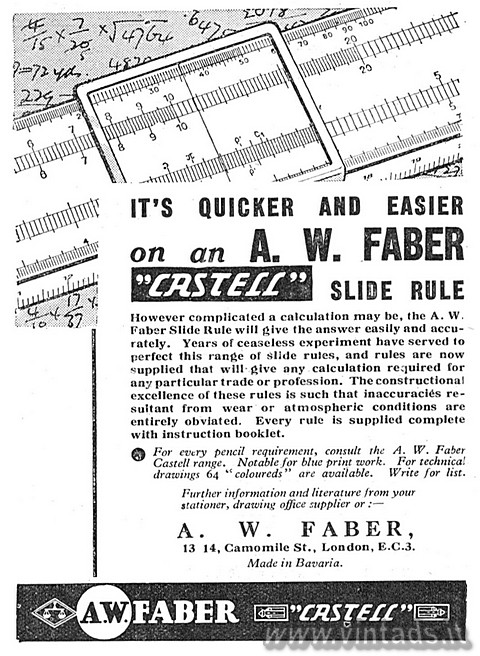 4/15 × 7/20 × √4764
IT'S QUICKER AND EASIER
on an A. W. FABER
"CASTELL" SLIDE RULE
However complicated a calculation may be, the A. W.
Faber Slide Rule will give the answer easily and accu-
rately. Years of ceaseless experiment have served to
perfect this range of slide rules, and rules are now
supplied that will give any calculation required for
any particular trade or profession. The constructional
excellence of these rules is such that inaccuracies re-
sultant from wear or atmospheric conditions are
entirely obviated. Every rule is supplied complete
with instruction booklet.
For every pencil requirement, consult the A. W. Faber
Castell range. Notable for blue print work. For technical
drawings 64 "coloureds" are available. Write for list.
Further information and literature from your
stationer, drawing office supplier or :—
A. W. FABER,
13 14, Camomile St., London, E.C.3.
Made in Bavaria.
A.W. FABER "CASTELL"
www.vintads.it